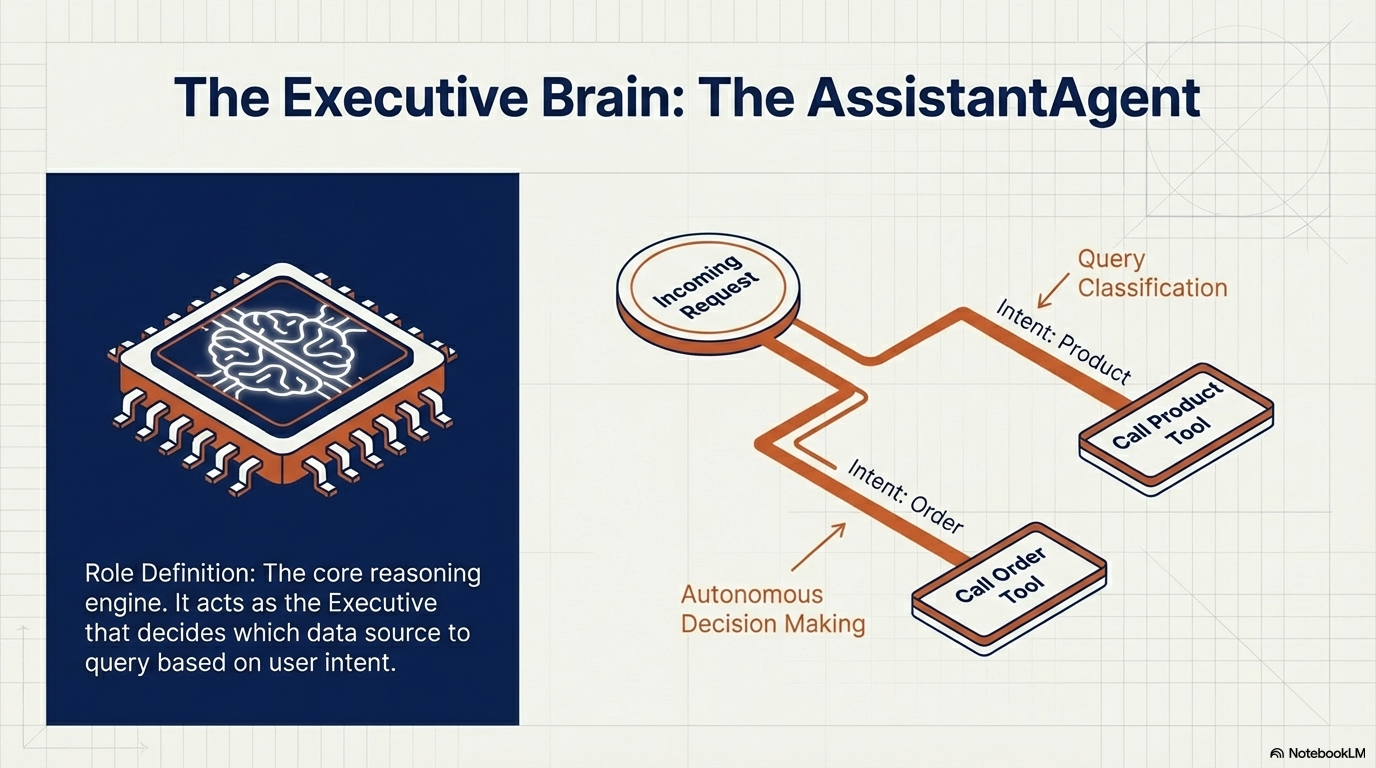 The Executive Brain: The AssistantAgent
Role Definition: The core reasoning
engine. It acts as the Executive
that decides which data source to
query based on user intent.
Incoming
Request
Query
Classification
Intent: Product
Call Product
Tool
Intent: Order
Call Order
Tool
Autonomous
Decision Making
NotebookLM